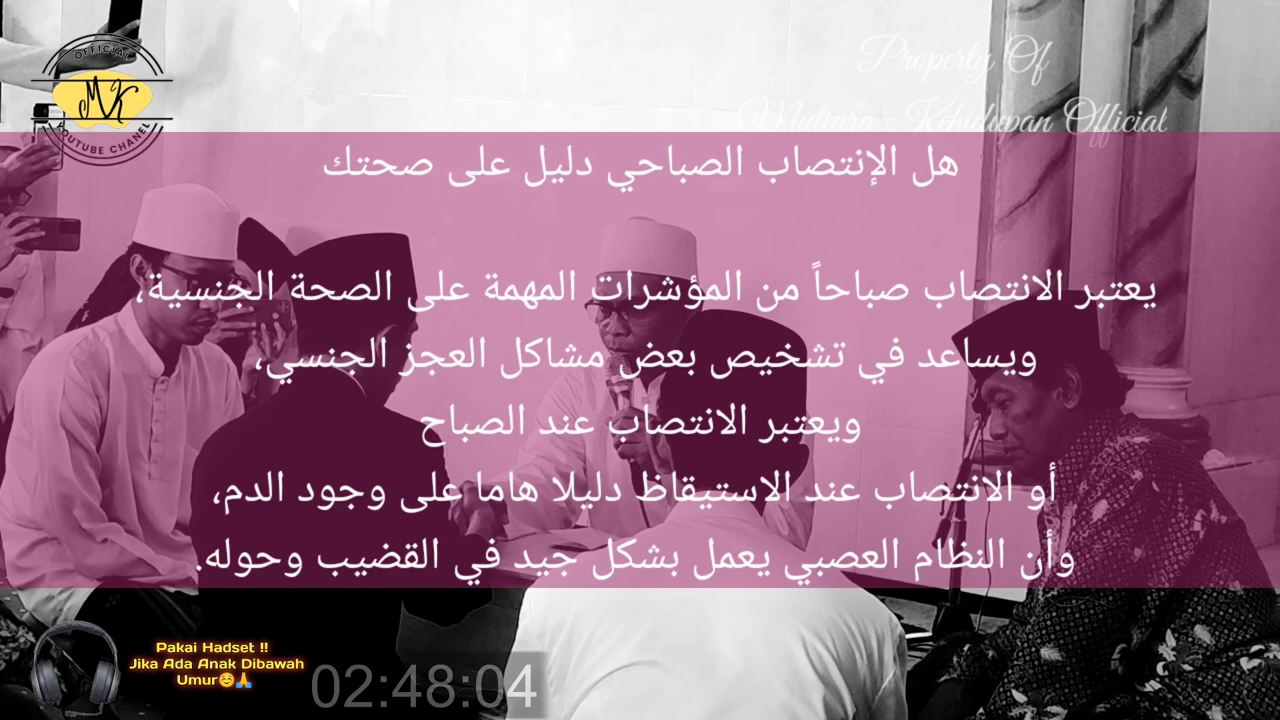 OFFICIAL
MK
YOUTUBE CHANEL
Property Of
Mutiara Kehidupan Official
هل الإنتصاب الصباحي دليل على صحتك
يعتبر الانتصاب صباحاً من المؤشرات المهمة على الصحة الجنسية،
ويساعد في تشخيص بعض مشاكل العجز الجنسي،
ويعتبر الانتصاب عند الصباح
أو الانتصاب عند الاستيقاظ دليلا هاما على وجود الدم،
وأن النظام العصبي يعمل بشكل جيد في القضيب وحوله.
Pakai Hadset !!
Jika Ada Anak Dibawah
Umur☺️🙏
02:48:04